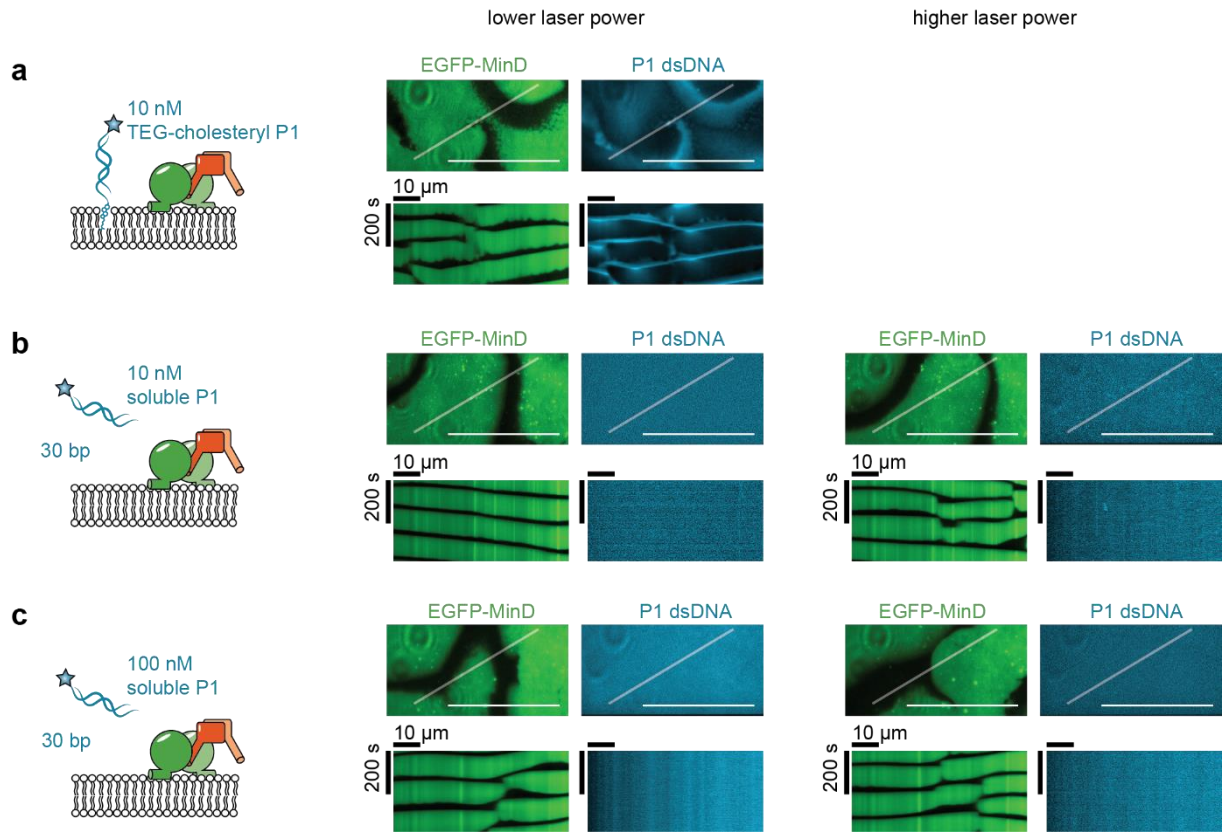 lower laser power
higher laser power
a
EGFP-MinD
P1 dsDNA
10 nM
TEG-cholesteryl P1
10 µm
200 s
b
EGFP-MinD
P1 dsDNA
EGFP-MinD
P1 dsDNA
10 nM
soluble P1
30 bp
10 µm
200 s
10 µm
200 s
c
EGFP-MinD
P1 dsDNA
EGFP-MinD
P1 dsDNA
100 nM
soluble P1
30 bp
10 µm
200 s
10 µm
200 s